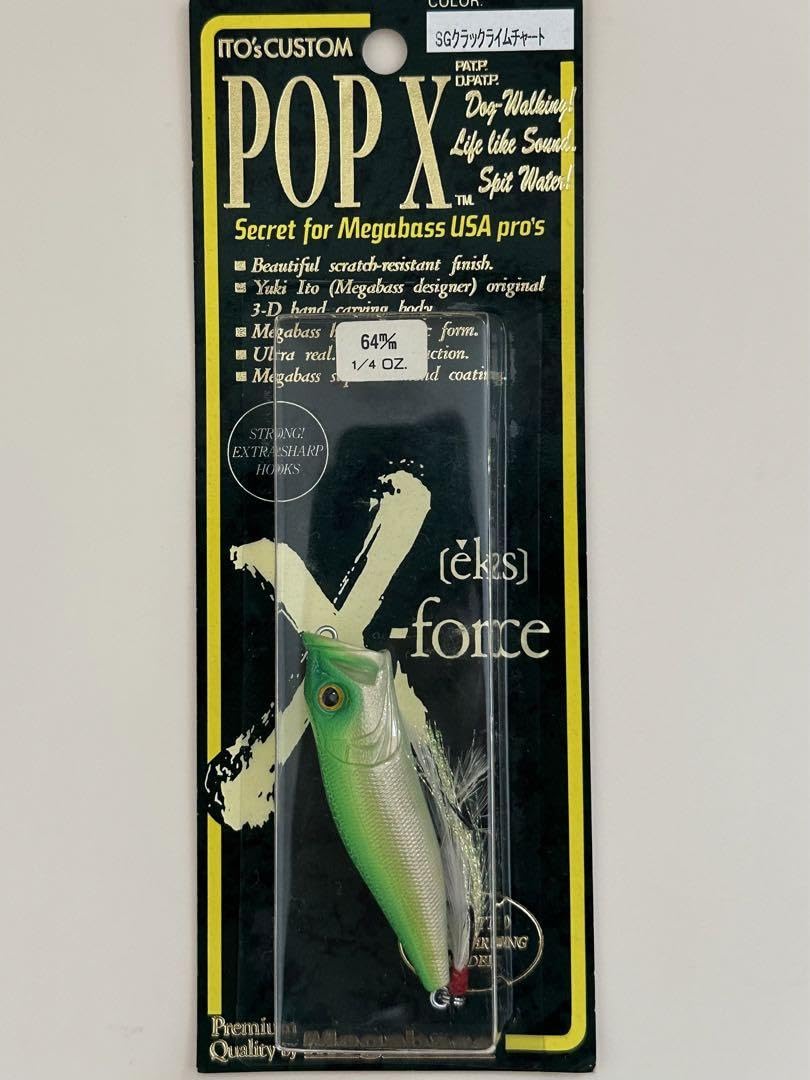 COLOR:
SGクラックライムチャート
ITO'S CUSTOM
POP X
PAT.P.
D.PAT.P.
Dog-Walking!
Life like Sound.
Spit Water!
TM.
Secret for Megabass USA pro's
Beautiful scratch-resistant finish.
Yuki Ito (Megabass designer) original
3-D hand carving body.
Megabass form.
Ultra real.
Megabass coating.
64m/m
1/4 OZ.
STRONG!
EXTRA SHARP
HOOKS
[éks]
-force
Premium
Quality by Megabass